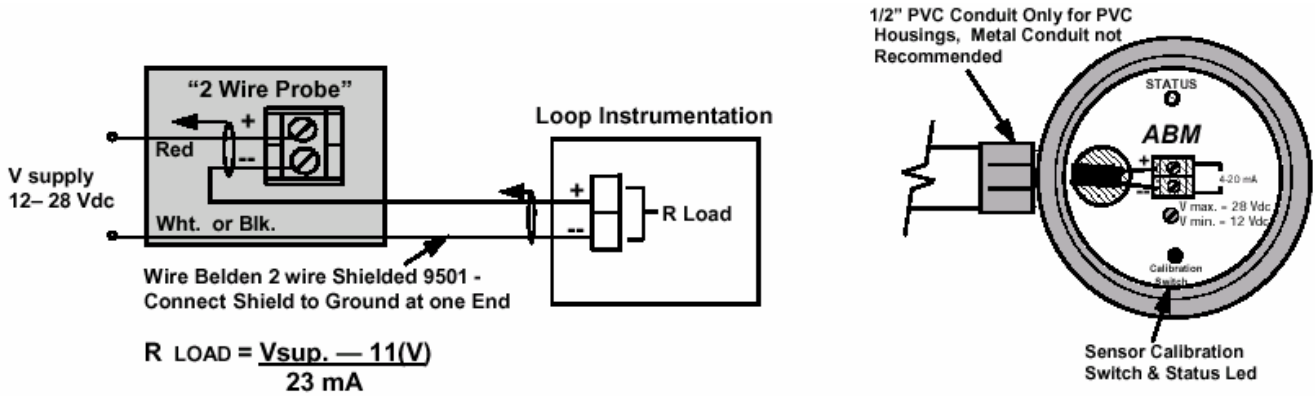 “2 Wire Probe”
+
Red
--
V supply
12– 28 Vdc
Wht. or Blk.
Loop Instrumentation
+
--
R Load
Wire Belden 2 wire Shielded 9501 -
Connect Shield to Ground at one End
R LOAD = Vsup. — 11(V)
23 mA
1/2” PVC Conduit Only for PVC
Housings, Metal Conduit not
Recommended
STATUS
ABM
+
--
4-20 mA
V max. = 28 Vdc
V min. = 12 Vdc
Calibration
Switch
Sensor Calibration
Switch & Status Led